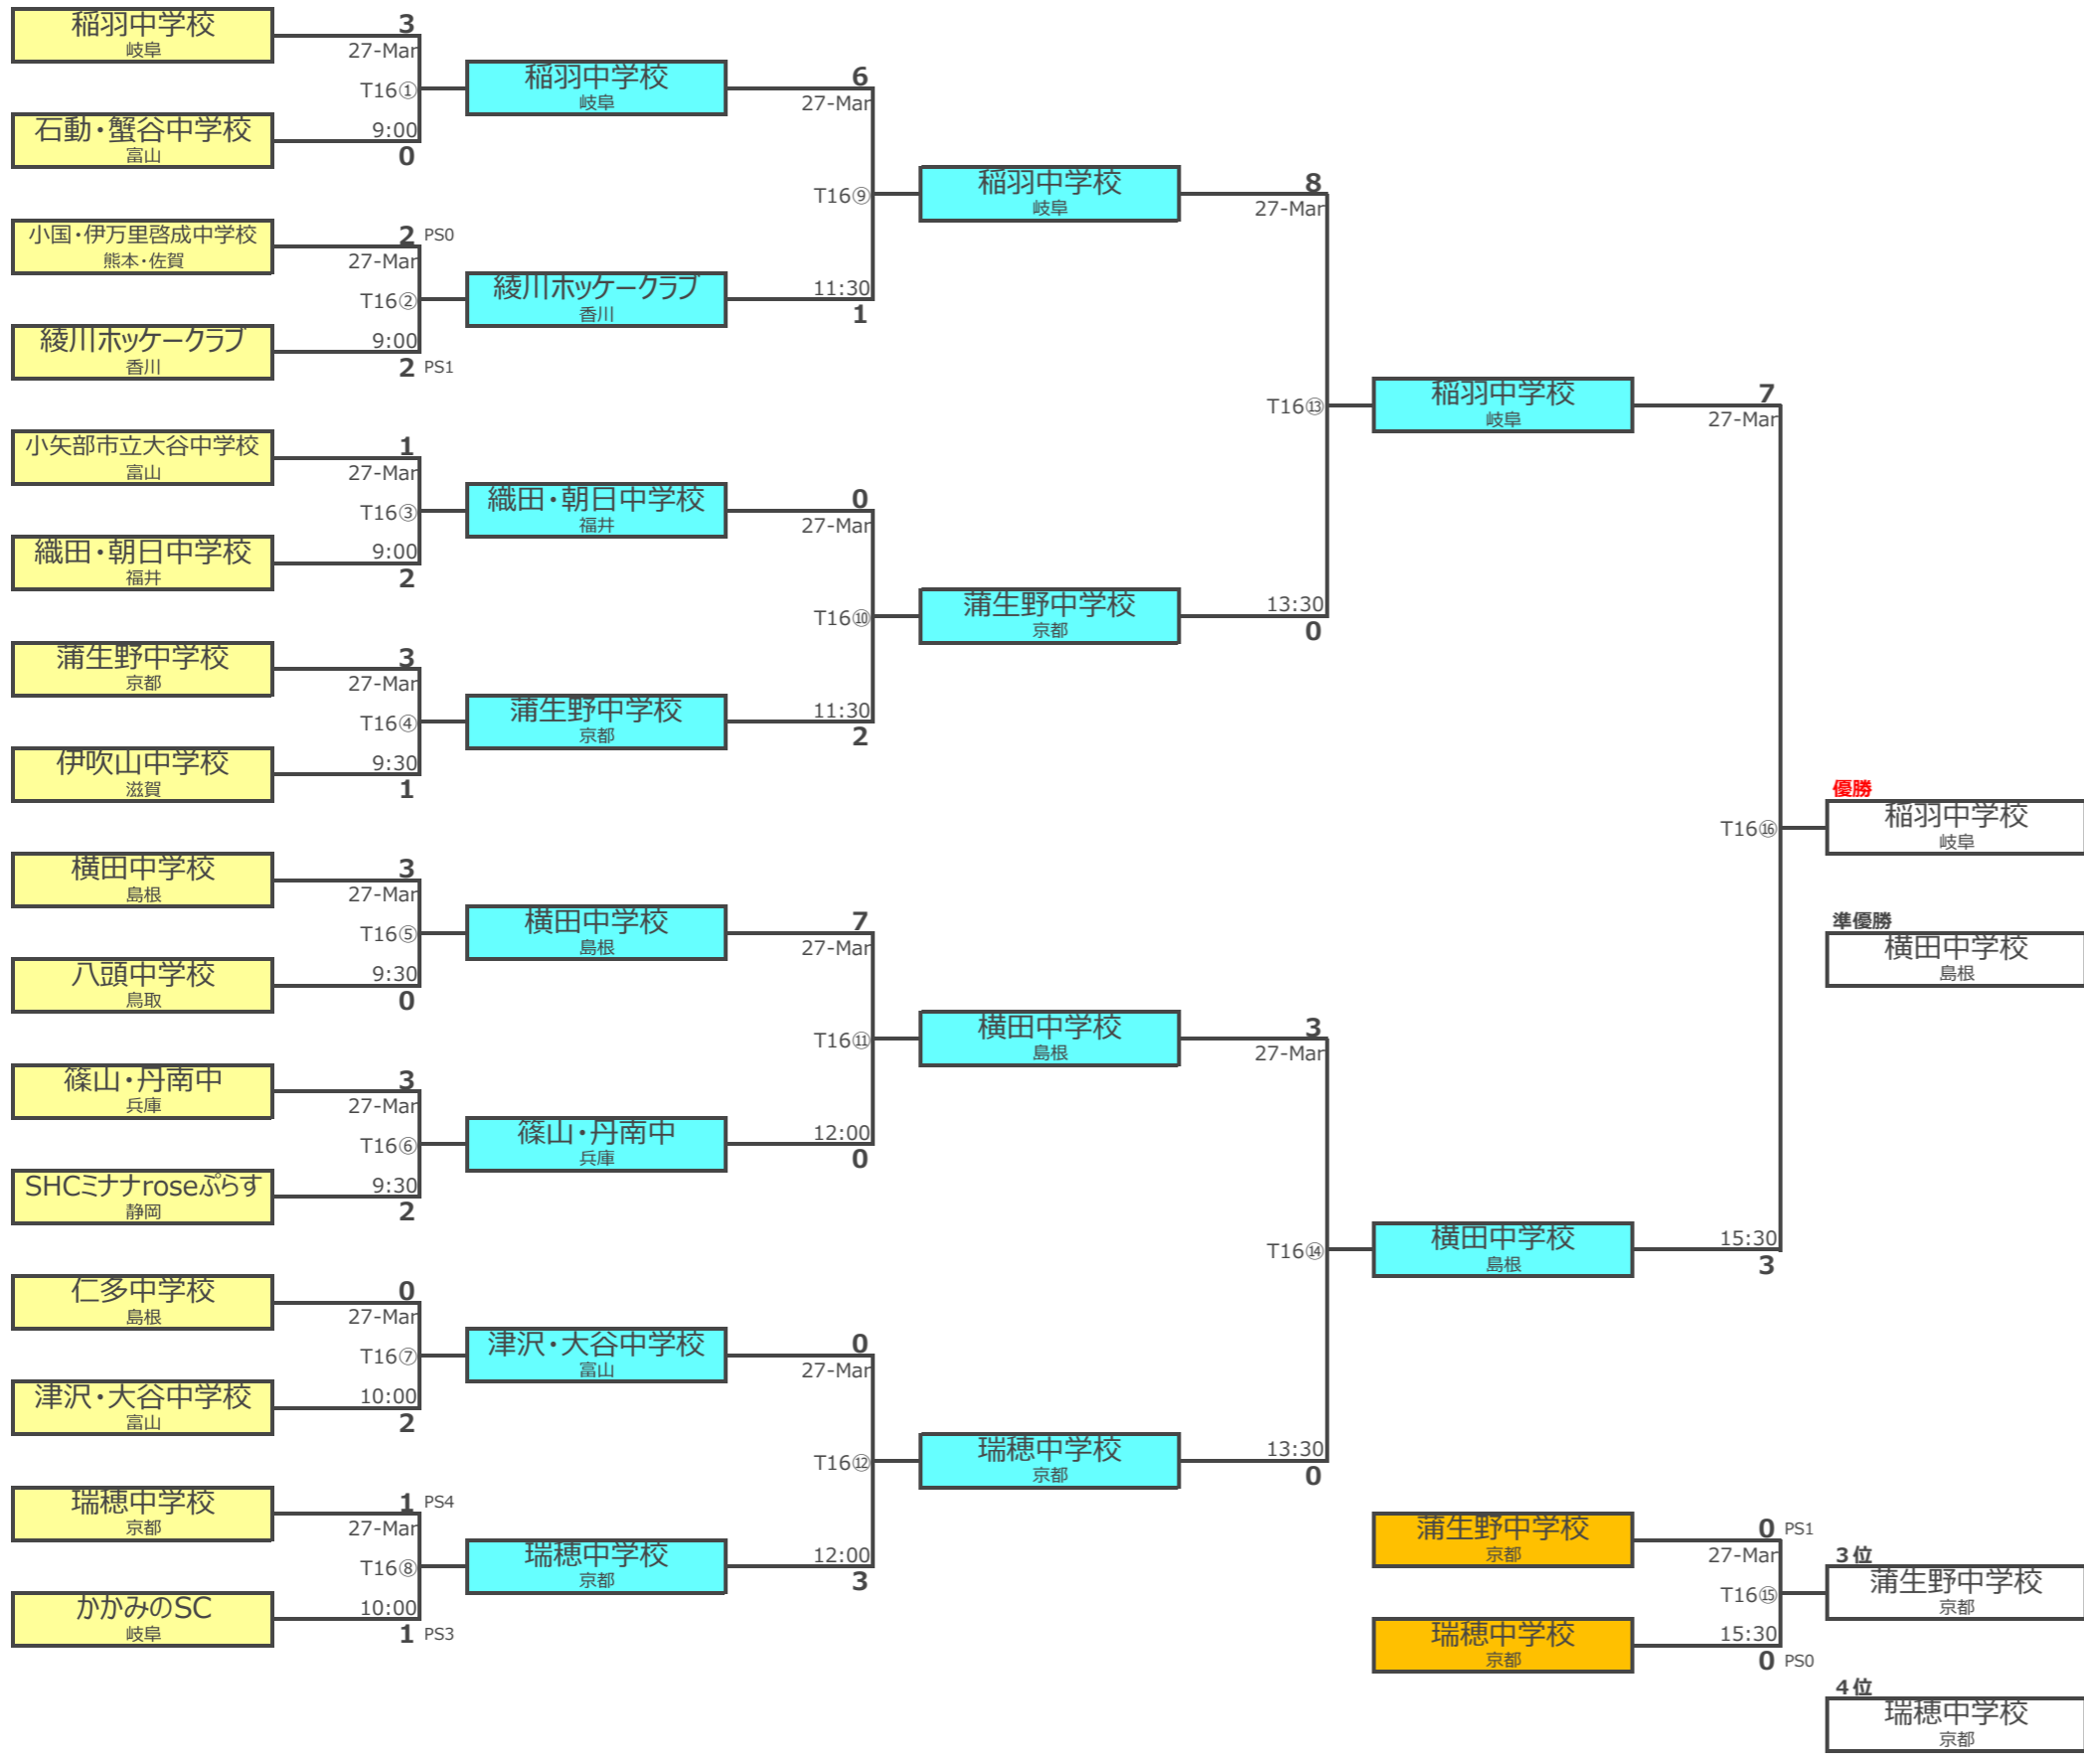 稲羽中学校
岐阜
3
27-Mar
T16①
9:00
0
石動・蟹谷中学校
富山
小国・伊万里啓成中学校
熊本・佐賀
2 PS0
27-Mar
T16②
9:00
2 PS1
綾川ホッケークラブ
香川
小矢部市立大谷中学校
富山
1
27-Mar
T16③
9:00
2
織田・朝日中学校
福井
蒲生野中学校
京都
3
27-Mar
T16④
9:30
1
伊吹山中学校
滋賀
横田中学校
島根
3
27-Mar
T16⑤
9:30
0
八頭中学校
鳥取
篠山・丹南中
兵庫
3
27-Mar
T16⑥
9:30
2
SHCミナナroseぷらす
静岡
仁多中学校
島根
0
27-Mar
T16⑦
10:00
2
津沢・大谷中学校
富山
瑞穂中学校
京都
1 PS4
27-Mar
T16⑧
10:00
1 PS3
かかみのSC
岐阜
稲羽中学校
岐阜
6
27-Mar
T16⑨
11:30
1
綾川ホッケークラブ
香川
織田・朝日中学校
福井
0
27-Mar
T16⑩
11:30
2
蒲生野中学校
京都
横田中学校
島根
7
27-Mar
T16⑪
12:00
0
篠山・丹南中
兵庫
津沢・大谷中学校
富山
0
27-Mar
T16⑫
12:00
3
瑞穂中学校
京都
稲羽中学校
岐阜
8
27-Mar
T16⑬
13:30
0
蒲生野中学校
京都
横田中学校
島根
3
27-Mar
T16⑭
13:30
0
瑞穂中学校
京都
稲羽中学校
岐阜
7
27-Mar
T16⑯
15:30
3
横田中学校
島根
優勝
稲羽中学校
岐阜
準優勝
横田中学校
島根
蒲生野中学校
京都
0 PS1
27-Mar
T16⑮
15:30
0 PS0
瑞穂中学校
京都
３位
蒲生野中学校
京都
４位
瑞穂中学校
京都